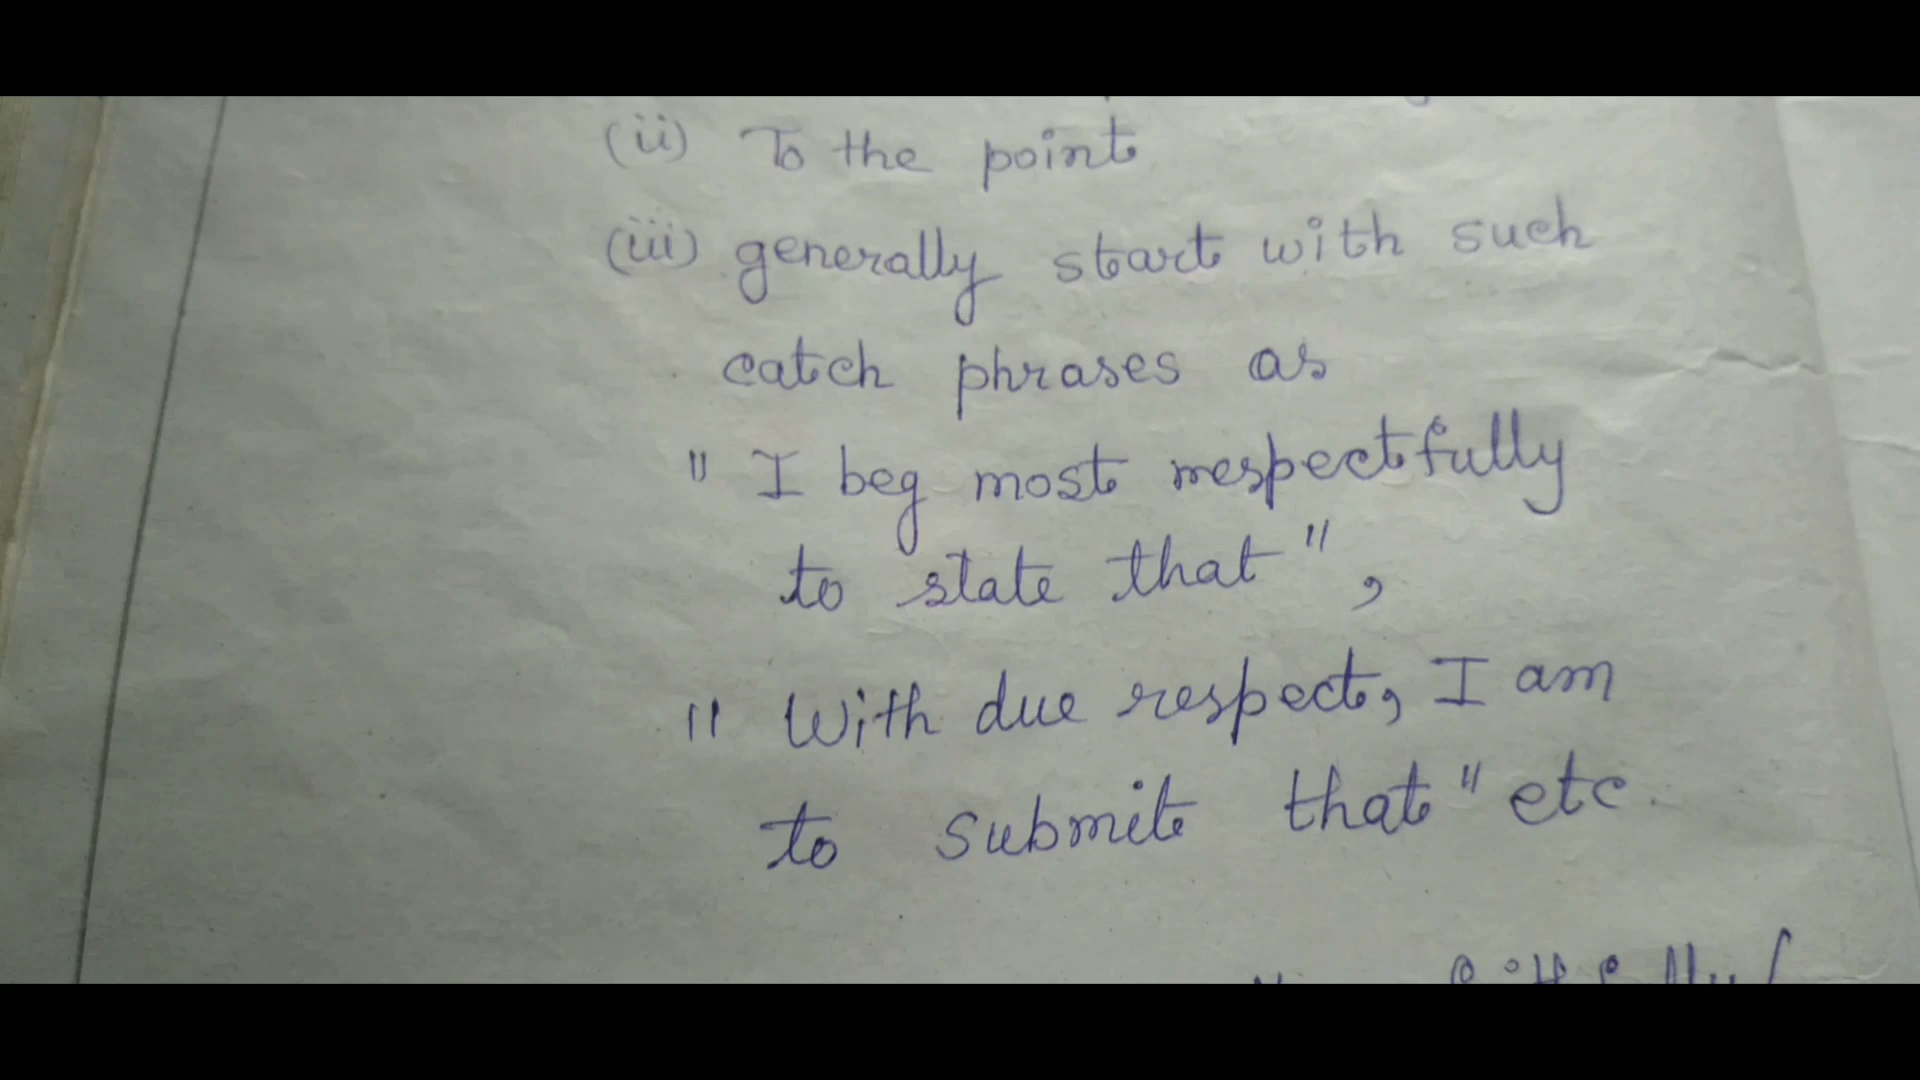 (ii) To the point
(iii) generally start with such
catch phrases as
" I beg most respectfully
to state that ",
" With due respect, I am
to submit that " etc.